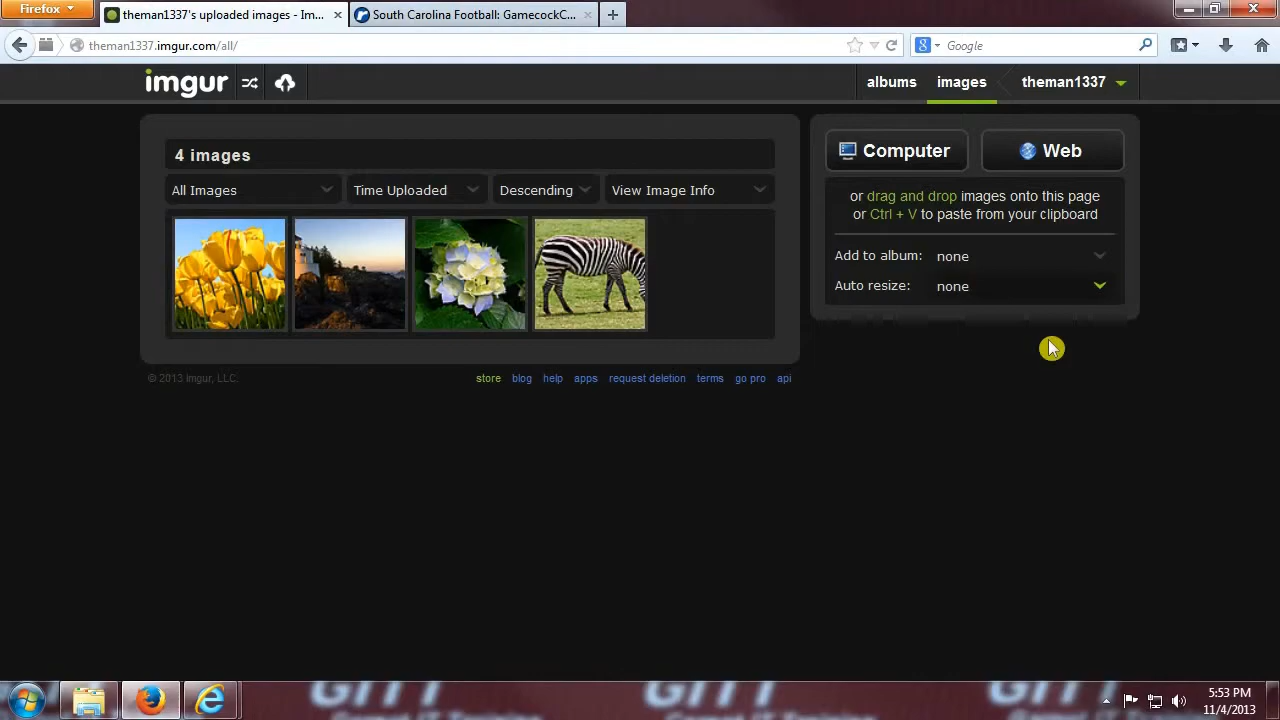 Firefox
theman1337's uploaded images - Im...
South Carolina Football: GamecockC...
theman1337.imgur.com/all/
Google
imgur
albums
images
theman1337
4 images
Computer
Web
All Images
Time Uploaded
Descending
View Image Info
or drag and drop images onto this page
or Ctrl + V to paste from your clipboard
Add to album: none
Auto resize: none
© 2013 Imgur, LLC.
store
blog
help
apps
request deletion
terms
go pro
api
5:53 PM
11/4/2013